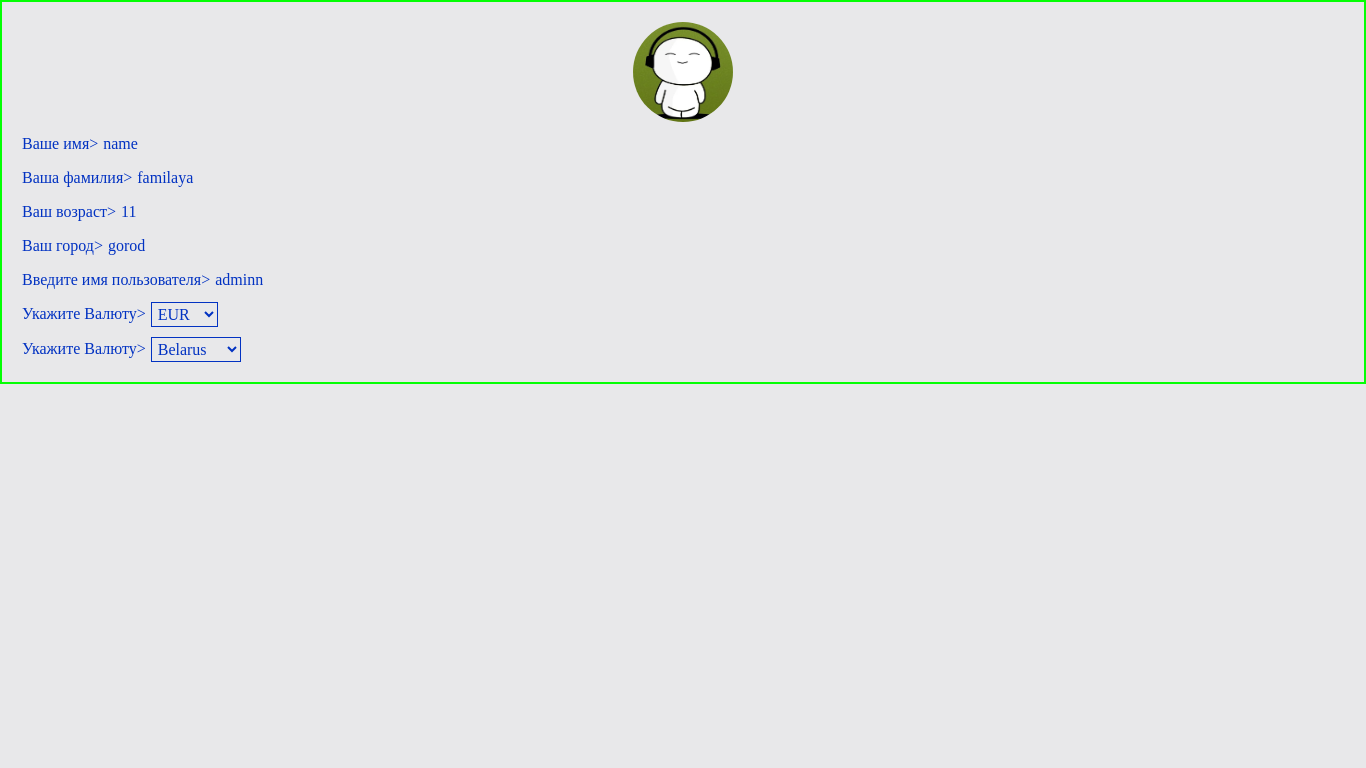 Ваше имя> name
Ваша фамилия> familaya
Ваш возраст> 11
Ваш город> gorod
Введите имя пользователя> adminn
Укажите Валюту> EUR
Укажите Валюту> Belarus